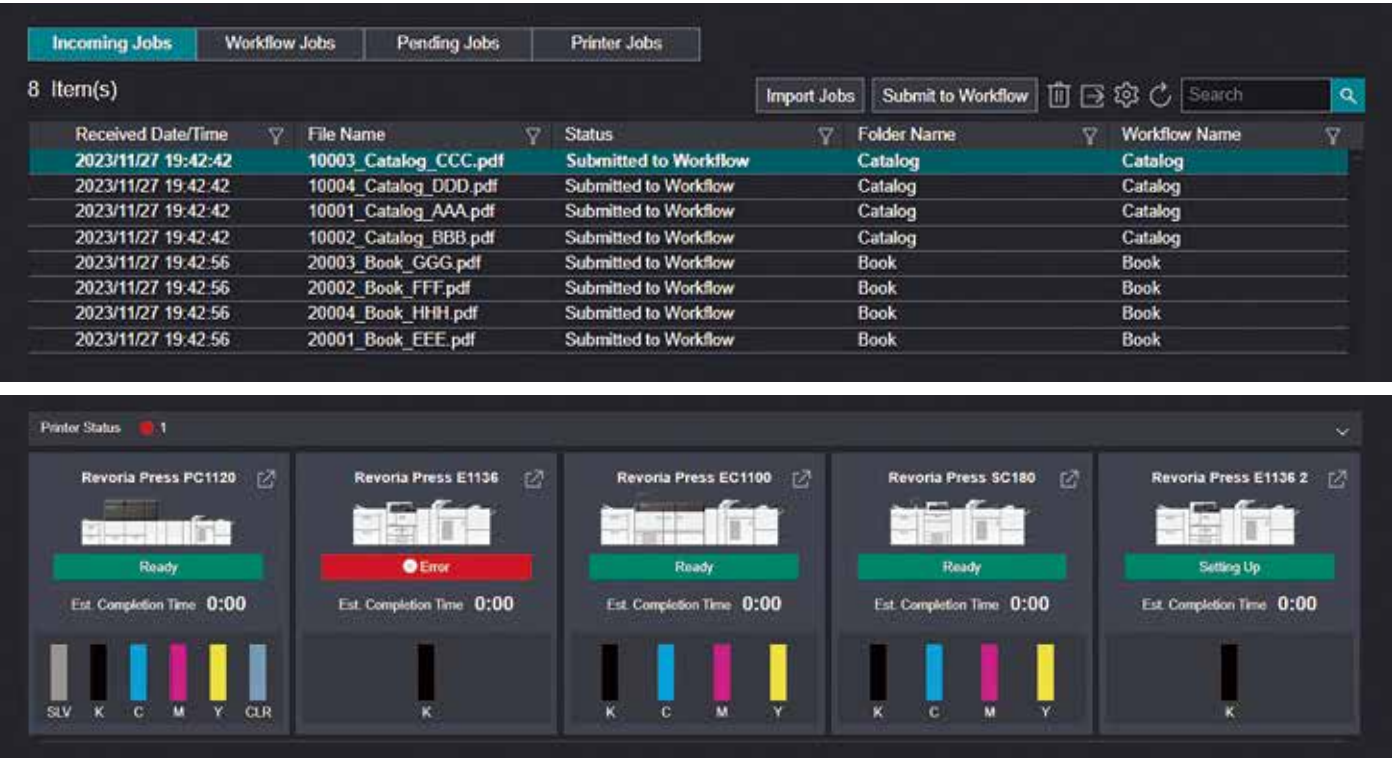 Incoming Jobs Workflow Jobs Pending Jobs Printer Jobs
8 Item(s)
Import Jobs Submit to Workflow Search
Received Date/Time File Name Status Folder Name Workflow Name
2023/11/27 19:42:42 10003_Catalog_CCC.pdf Submitted to Workflow Catalog Catalog
2023/11/27 19:42:42 10004_Catalog_DDD.pdf Submitted to Workflow Catalog Catalog
2023/11/27 19:42:42 10001_Catalog_AAA.pdf Submitted to Workflow Catalog Catalog
2023/11/27 19:42:42 10002_Catalog_BBB.pdf Submitted to Workflow Catalog Catalog
2023/11/27 19:42:56 20003_Book_GGG.pdf Submitted to Workflow Book Book
2023/11/27 19:42:56 20002_Book_FFF.pdf Submitted to Workflow Book Book
2023/11/27 19:42:56 20004_Book_HHH.pdf Submitted to Workflow Book Book
2023/11/27 19:42:56 20001_Book_EEE.pdf Submitted to Workflow Book Book
Printer Status 1
Revoria Press PC1120 Revoria Press E1136 Revoria Press EC1100 Revoria Press SC180 Revoria Press E1136 2
Ready Error Ready Ready Setting Up
Est. Completion Time 0:00 Est. Completion Time 0:00 Est. Completion Time 0:00 Est. Completion Time 0:00 Est. Completion Time 0:00
SLV K C M Y CLR K K C M Y K C M Y K